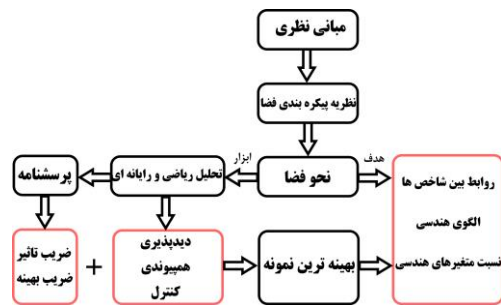 مبانی نظری
نظریه پیکره بندی فضا
هدف
نحو فضا
ابزار
تحلیل ریاضی و رایانه ای
پرسشنامه
روابط بین شاخص ها
الگوی هندسی
نسبت متغیرهای هندسی
بهینه ترین نمونه
دیدپذیری
همپیوندی
کنترل
+
ضریب تاثیر
ضریب بهینه